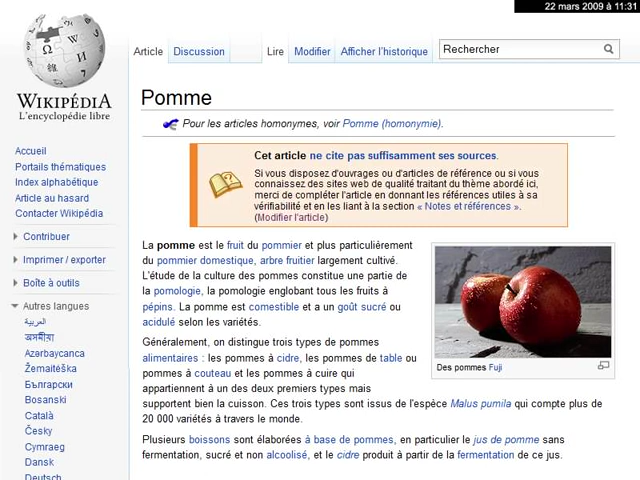 22 mars 2009 à 11:31
WIKIPÉDIA
L'encyclopédie libre
Article Discussion Lire Modifier Afficher l'historique Rechercher
Pomme
Pour les articles homonymes, voir Pomme (homonymie).
Cet article ne cite pas suffisamment ses sources.
Si vous disposez d'ouvrages ou d'articles de référence ou si vous
connaissez des sites web de qualité traitant du thème abordé ici,
merci de compléter l'article en donnant les références utiles à sa
vérifiabilité et en les liant à la section « Notes et références ».
(Modifier l'article)
Accueil
Portails thématiques
Index alphabétique
Article au hasard
Contacter Wikipédia
Contribuer
Imprimer / exporter
Boîte à outils
Autres langues
العربية
অসমীয়া
Azərbaycanca
Žemaitėška
Български
Bosanski
Català
Česky
Cymraeg
Dansk
Deutsch
La pomme est le fruit du pommier et plus particulièrement
du pommier domestique, arbre fruitier largement cultivé.
L'étude de la culture des pommes constitue une partie de
la pomologie, la pomologie englobant tous les fruits à
pépins. La pomme est comestible et a un goût sucré ou
acidulé selon les variétés.
Généralement, on distingue trois types de pommes
alimentaires : les pommes à cidre, les pommes de table ou
pommes à couteau et les pommes à cuire qui
appartiennent à un des deux premiers types mais
supportent bien la cuisson. Ces trois types sont issus de l'espèce Malus pumila qui compte plus de
20 000 variétés à travers le monde.
Plusieurs boissons sont élaborées à base de pommes, en particulier le jus de pomme sans
fermentation, sucré et non alcoolisé, et le cidre produit à partir de la fermentation de ce jus.
Des pommes Fuji